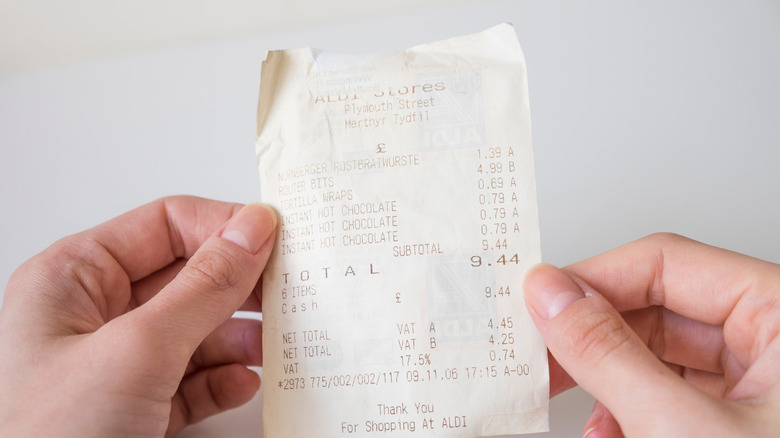 ALDI Stores
Plymouth Street
Merthyr Tydfil
£
NURNBERGER ROSTBRATWURSTE 1.39 A
ROUTER BITS 4.99 B
TORTILLA WRAPS 0.69 A
INSTANT HOT CHOCOLATE 0.79 A
INSTANT HOT CHOCOLATE 0.79 A
INSTANT HOT CHOCOLATE 0.79 A
SUBTOTAL 9.44
TOTAL 9.44
6 ITEMS
Cash £ 9.44
NET TOTAL VAT A 4.45
NET TOTAL VAT B 4.25
VAT 17.5% 0.74
*2973 775/002/002/117 09.11.06 17:15 A-00
Thank You
For Shopping At ALDI
ALDI